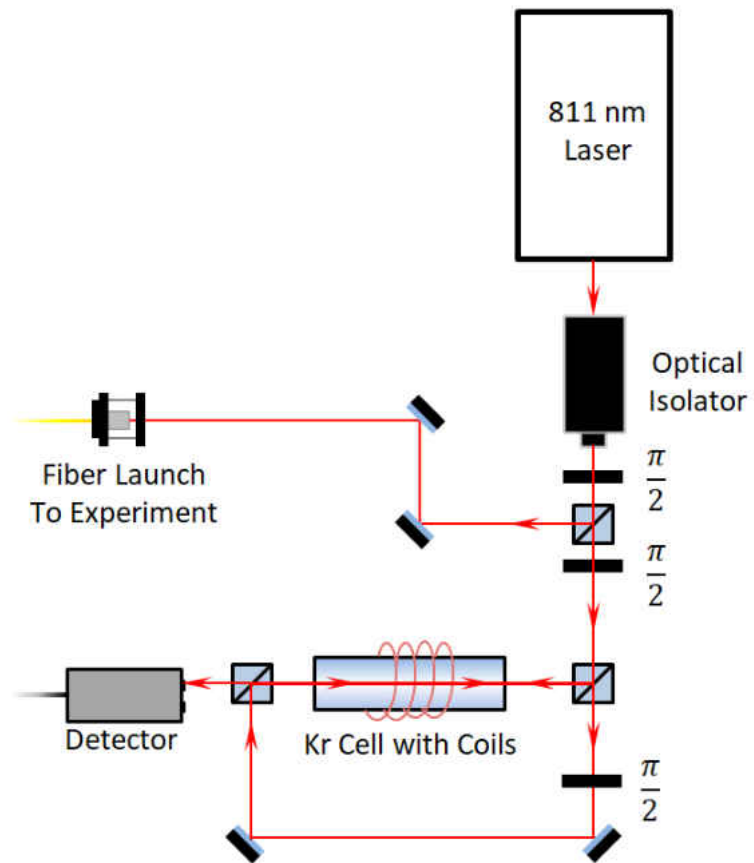 811 nm
Laser
Optical
Isolator
π
2
Fiber Launch
To Experiment
π
2
Detector
Kr Cell with Coils
π
2